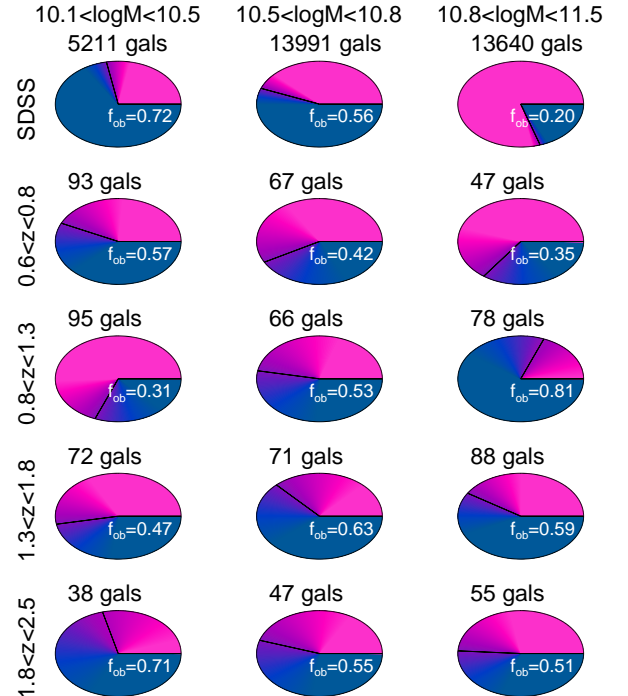 10.1<logM<10.5 10.5<logM<10.8 10.8<logM<11.5
5211 gals 13991 gals 13640 gals
SDSS
f_ob=0.72 f_ob=0.56 f_ob=0.20
93 gals 67 gals 47 gals
0.6<z<0.8
f_ob=0.57 f_ob=0.42 f_ob=0.35
95 gals 66 gals 78 gals
0.8<z<1.3
f_ob=0.31 f_ob=0.53 f_ob=0.81
72 gals 71 gals 88 gals
1.3<z<1.8
f_ob=0.47 f_ob=0.63 f_ob=0.59
38 gals 47 gals 55 gals
1.8<z<2.5
f_ob=0.71 f_ob=0.55 f_ob=0.51